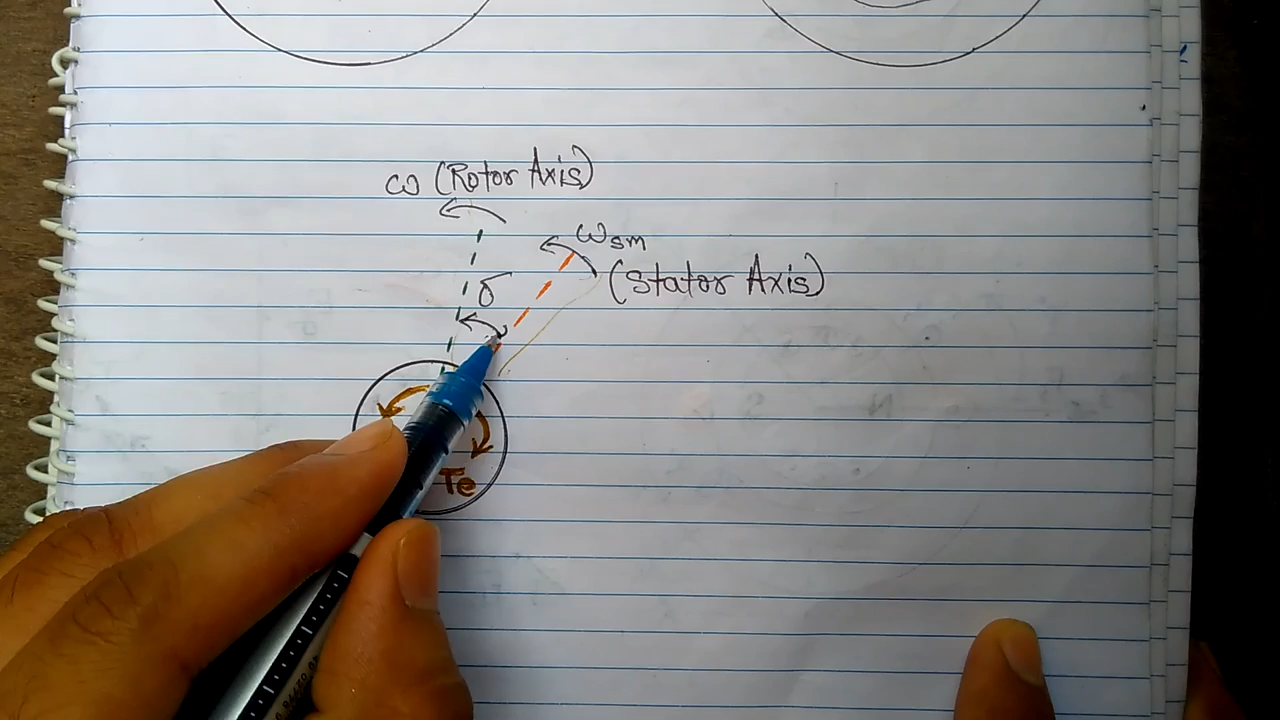 ω (Rotor Axis)
ωsm
δ
(Stator Axis)
Te